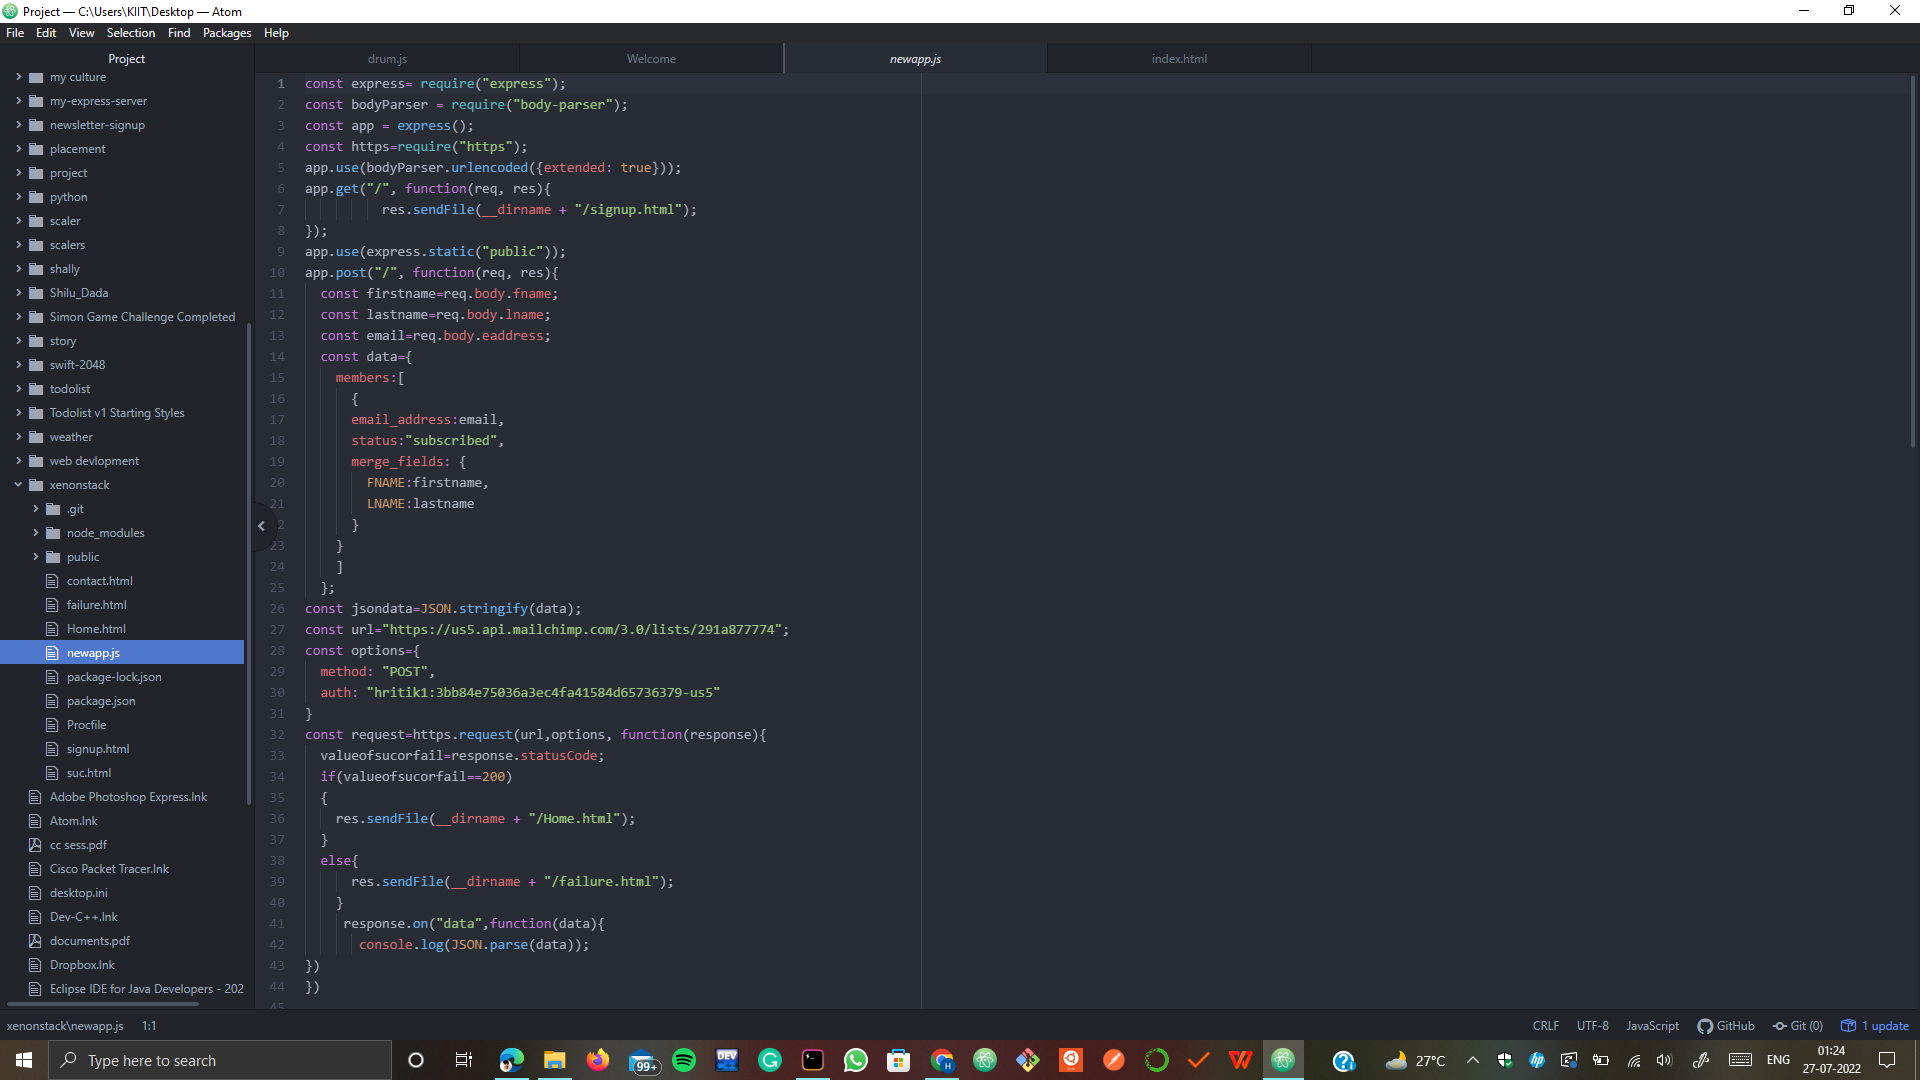 Project — C:\Users\KIIT\Desktop — Atom
File Edit View Selection Find Packages Help
Project
my culture
my-express-server
newsletter-signup
placement
project
python
scaler
scalers
shally
Shilu_Dada
Simon Game Challenge Completed
story
swift-2048
todolist
Todolist v1 Starting Styles
weather
web devlopment
xenonstack
.git
node_modules
public
contact.html
failure.html
Home.html
newapp.js
package-lock.json
package.json
Procfile
signup.html
suc.html
Adobe Photoshop Express.lnk
Atom.lnk
cc sess.pdf
Cisco Packet Tracer.lnk
desktop.ini
Dev-C++.lnk
documents.pdf
Dropbox.lnk
Eclipse IDE for Java Developers - 202
drum.js Welcome newapp.js index.html
1 const express= require("express");
2 const bodyParser = require("body-parser");
3 const app = express();
4 const https=require("https");
5 app.use(bodyParser.urlencoded({extended: true}));
6 app.get("/", function(req, res){
7 res.sendFile(__dirname + "/signup.html");
8 });
9 app.use(express.static("public"));
10 app.post("/", function(req, res){
11 const firstname=req.body.fname;
12 const lastname=req.body.lname;
13 const email=req.body.eaddress;
14 const data={
15 members:[
16 {
17 email_address:email,
18 status:"subscribed",
19 merge_fields: {
20 FNAME:firstname,
21 LNAME:lastname
2 }
23 }
24 ]
25 };
26 const jsondata=JSON.stringify(data);
27 const url="https://us5.api.mailchimp.com/3.0/lists/291a877774";
28 const options={
29 method: "POST",
30 auth: "hritik1:3bb84e75036a3ec4fa41584d65736379-us5"
31 }
32 const request=https.request(url,options, function(response){
33 valueofsucorfail=response.statusCode;
34 if(valueofsucorfail==200)
35 {
36 res.sendFile(__dirname + "/Home.html");
37 }
38 else{
39 res.sendFile(__dirname + "/failure.html");
40 }
41 response.on("data",function(data){
42 console.log(JSON.parse(data));
43 })
44 })
45
xenonstack\newapp.js 1:1 CRLF UTF-8 JavaScript GitHub Git (0) 1 update
Type here to search 99+ DEV 27°C ENG 01:24
27-07-2022